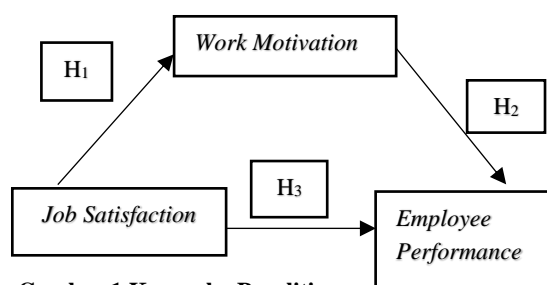 Work Motivation
H1
H2
H3
Job Satisfaction
Employee
Performance